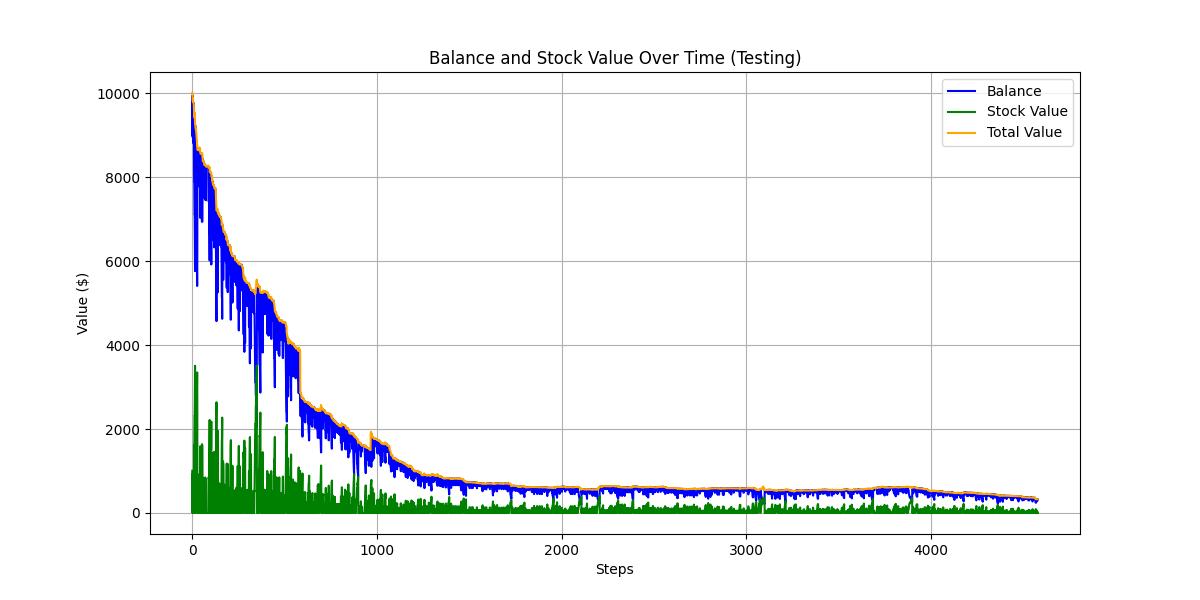 Balance and Stock Value Over Time (Testing)
Balance
Stock Value
Total Value
10000
8000
6000
4000
2000
0
Value ($)
0 1000 2000 3000 4000
Steps